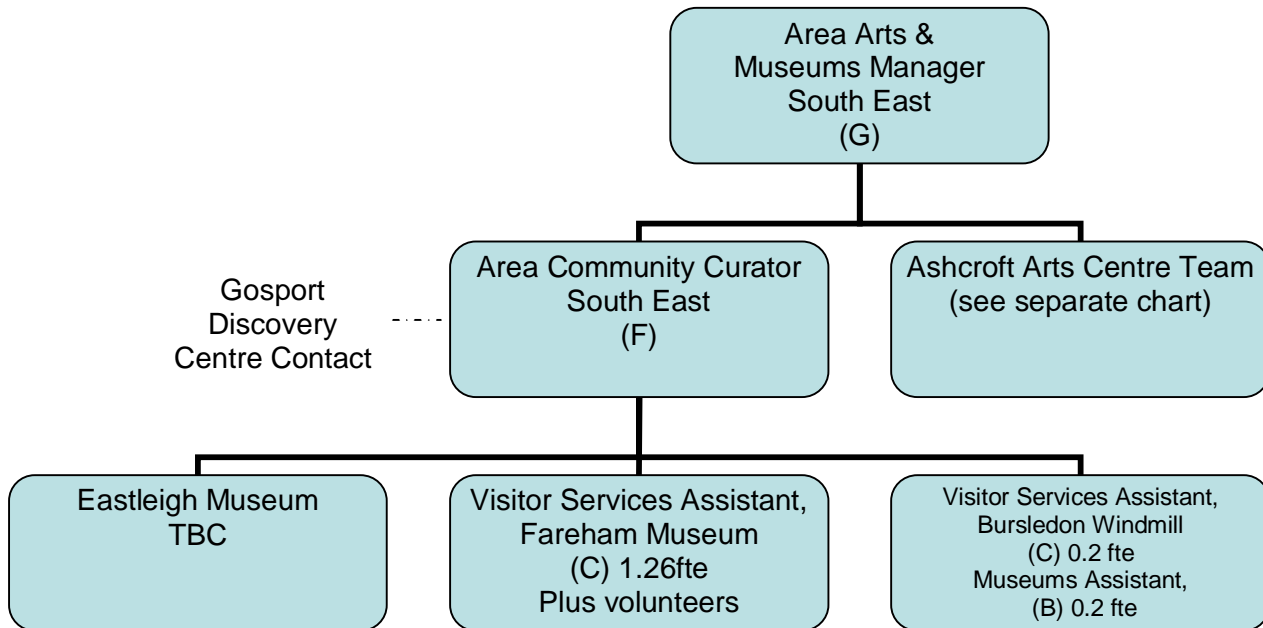 Area Arts &
Museums Manager
South East
(G)
Area Community Curator
South East
(F)
Ashcroft Arts Centre Team
(see separate chart)
Gosport
Discovery
Centre Contact
Eastleigh Museum
TBC
Visitor Services Assistant,
Fareham Museum
(C) 1.26fte
Plus volunteers
Visitor Services Assistant,
Bursledon Windmill
(C) 0.2 fte
Museums Assistant,
(B) 0.2 fte